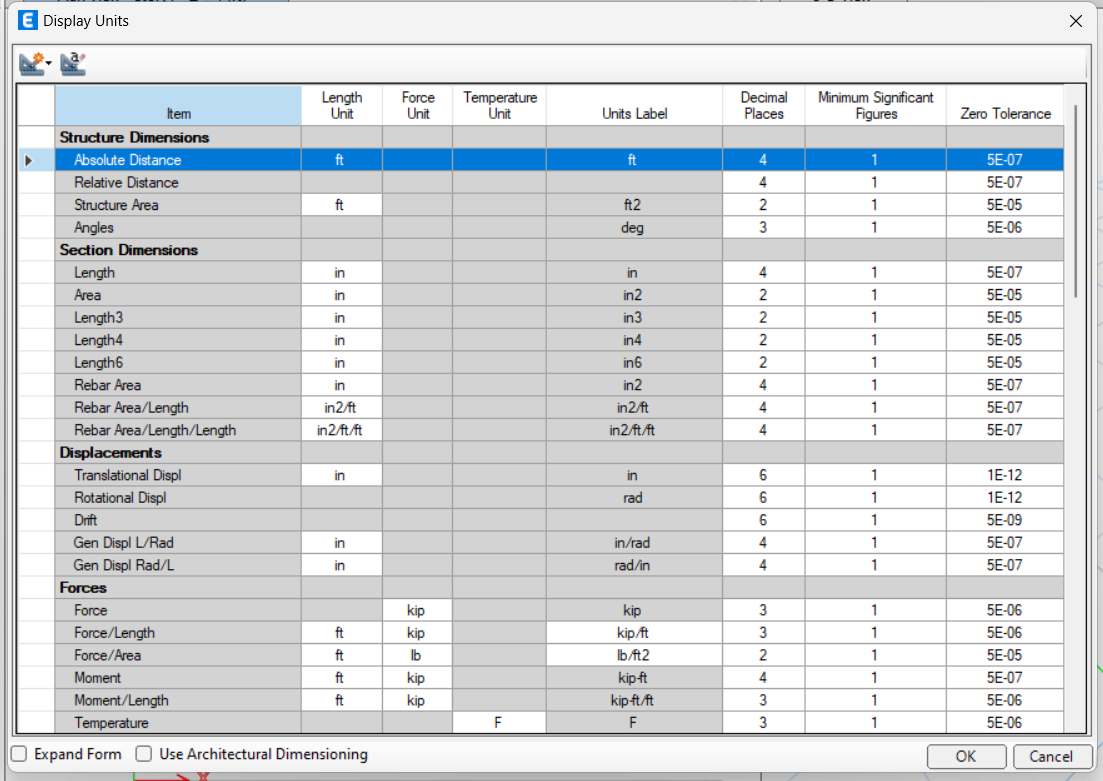 E Display Units
Item Length Unit Force Unit Temperature Unit Units Label Decimal Places Minimum Significant Figures Zero Tolerance
Structure Dimensions
Absolute Distance ft ft 4 1 5E-07
Relative Distance 4 1 5E-07
Structure Area ft ft2 2 1 5E-05
Angles deg 3 1 5E-06
Section Dimensions
Length in in 4 1 5E-07
Area in in2 2 1 5E-05
Length3 in in3 2 1 5E-05
Length4 in in4 2 1 5E-05
Length6 in in6 2 1 5E-05
Rebar Area in in2 4 1 5E-07
Rebar Area/Length in2/ft in2/ft 4 1 5E-07
Rebar Area/Length/Length in2/ft/ft in2/ft/ft 4 1 5E-07
Displacements
Translational Displ in in 6 1 1E-12
Rotational Displ rad 6 1 1E-12
Drift 6 1 5E-09
Gen Displ L/Rad in in/rad 4 1 5E-07
Gen Displ Rad/L in rad/in 4 1 5E-07
Forces
Force kip kip 3 1 5E-06
Force/Length ft kip kip/ft 3 1 5E-06
Force/Area ft lb lb/ft2 2 1 5E-05
Moment ft kip kip-ft 4 1 5E-07
Moment/Length ft kip kip-ft/ft 3 1 5E-06
Temperature F F 3 1 5E-06
Expand Form Use Architectural Dimensioning OK Cancel
X